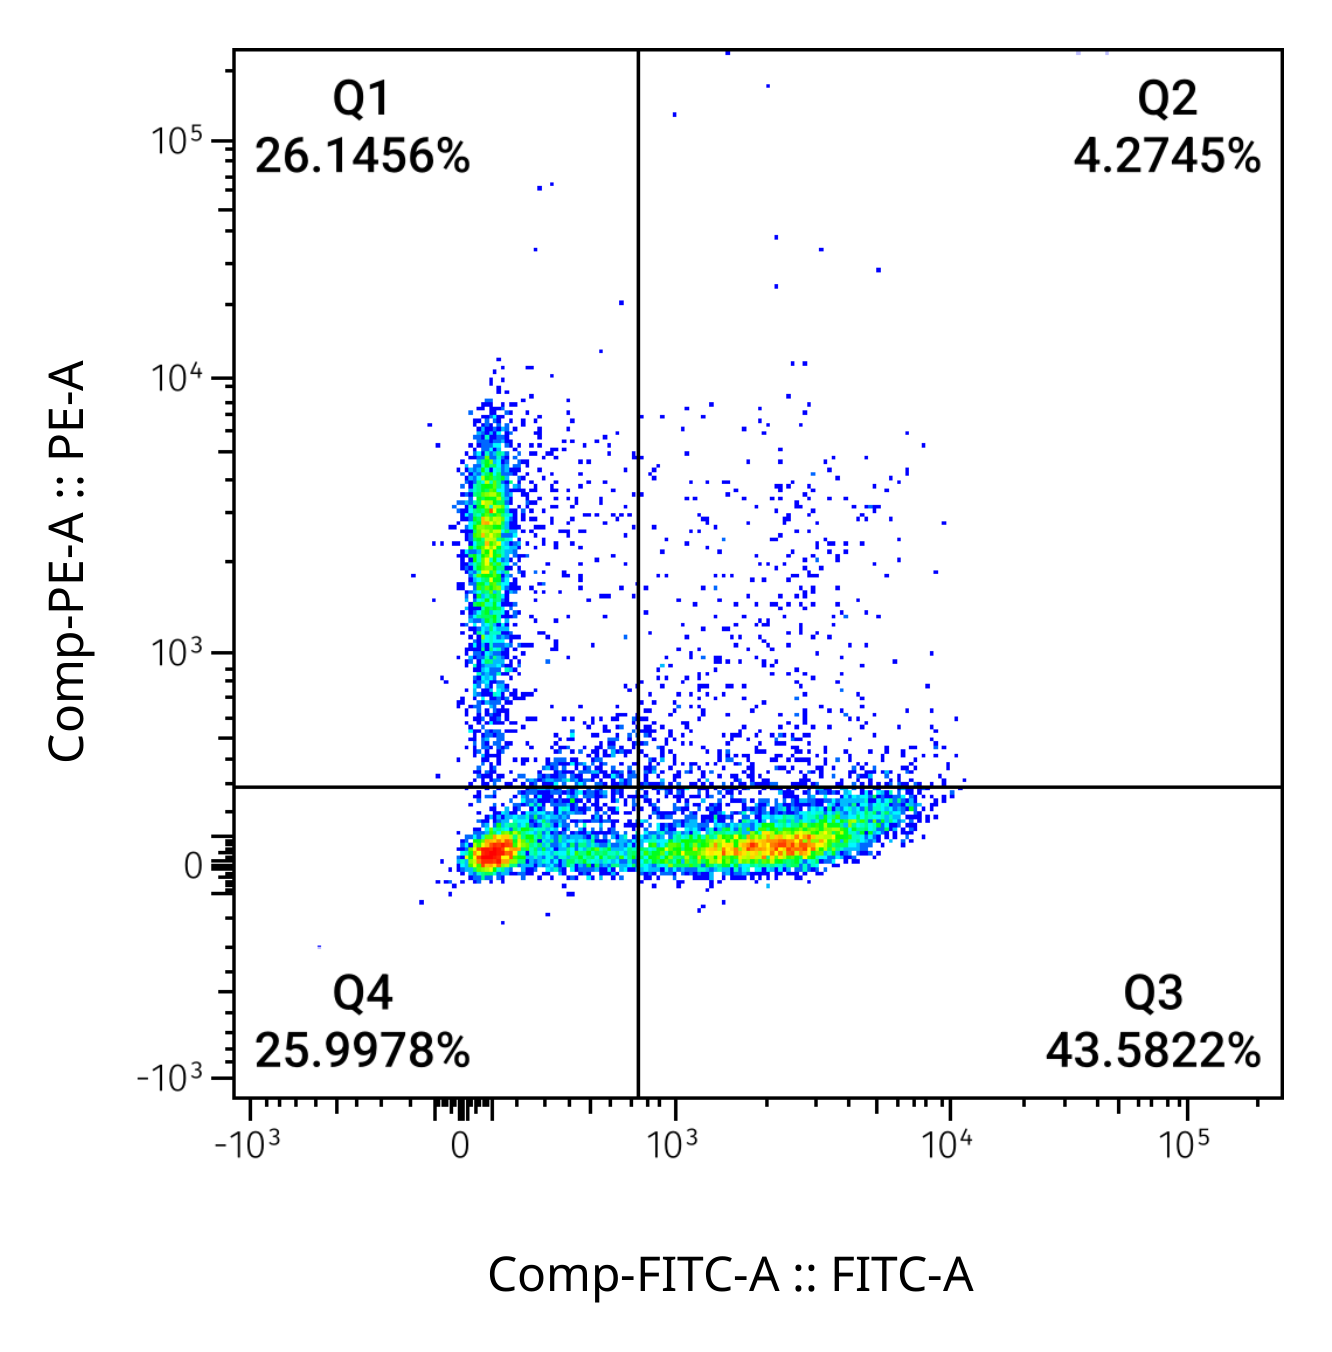 Q1
26.1456%
Q2
4.2745%
10⁵
10⁴
10³
0
-10³
Comp-PE-A :: PE-A
Q4
25.9978%
Q3
43.5822%
-10³
0
10³
10⁴
10⁵
Comp-FITC-A :: FITC-A